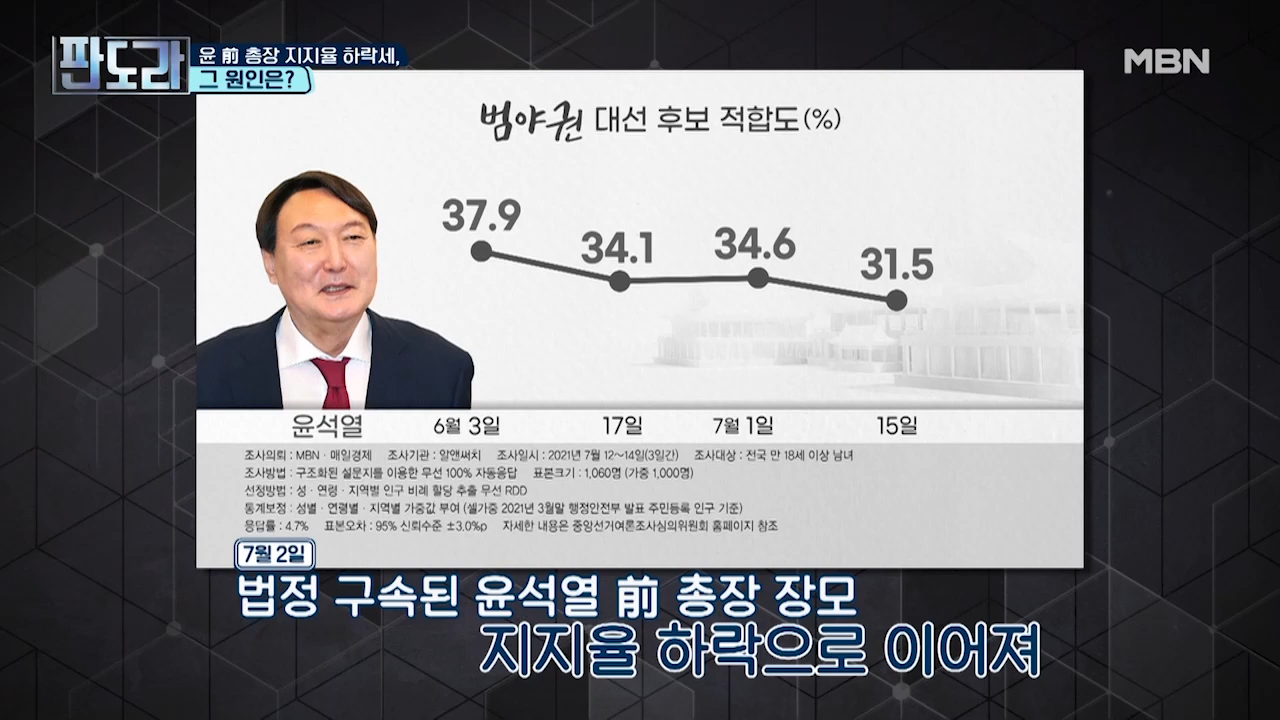 판도라
윤 前 총장 지지율 하락세,
그 원인은?
MBN
범야권 대선 후보 적합도(%)
37.9
34.1
34.6
31.5
윤석열 6월 3일 17일 7월 1일 15일
조사의뢰 : MBN · 매일경제 조사기관 : 알앤써치 조사일시 : 2021년 7월 12~14일(3일간) 조사대상 : 전국 만 18세 이상 남녀
조사방법 : 구조화된 설문지를 이용한 무선 100% 자동응답 표본크기 : 1,060명 (가중 1,000명)
선정방법 : 성 · 연령 · 지역별 인구 비례 할당 추출 무선 RDD
통계보정 : 성별 · 연령별 · 지역별 가중값 부여 (셀가중 2021년 3월말 행정안전부 발표 주민등록 인구 기준)
응답률 : 4.7% 표본오차 : 95% 신뢰수준 ±3.0%p 자세한 내용은 중앙선거여론조사심의위원회 홈페이지 참조
7월 2일
법정 구속된 윤석열 前 총장 장모
지지율 하락으로 이어져